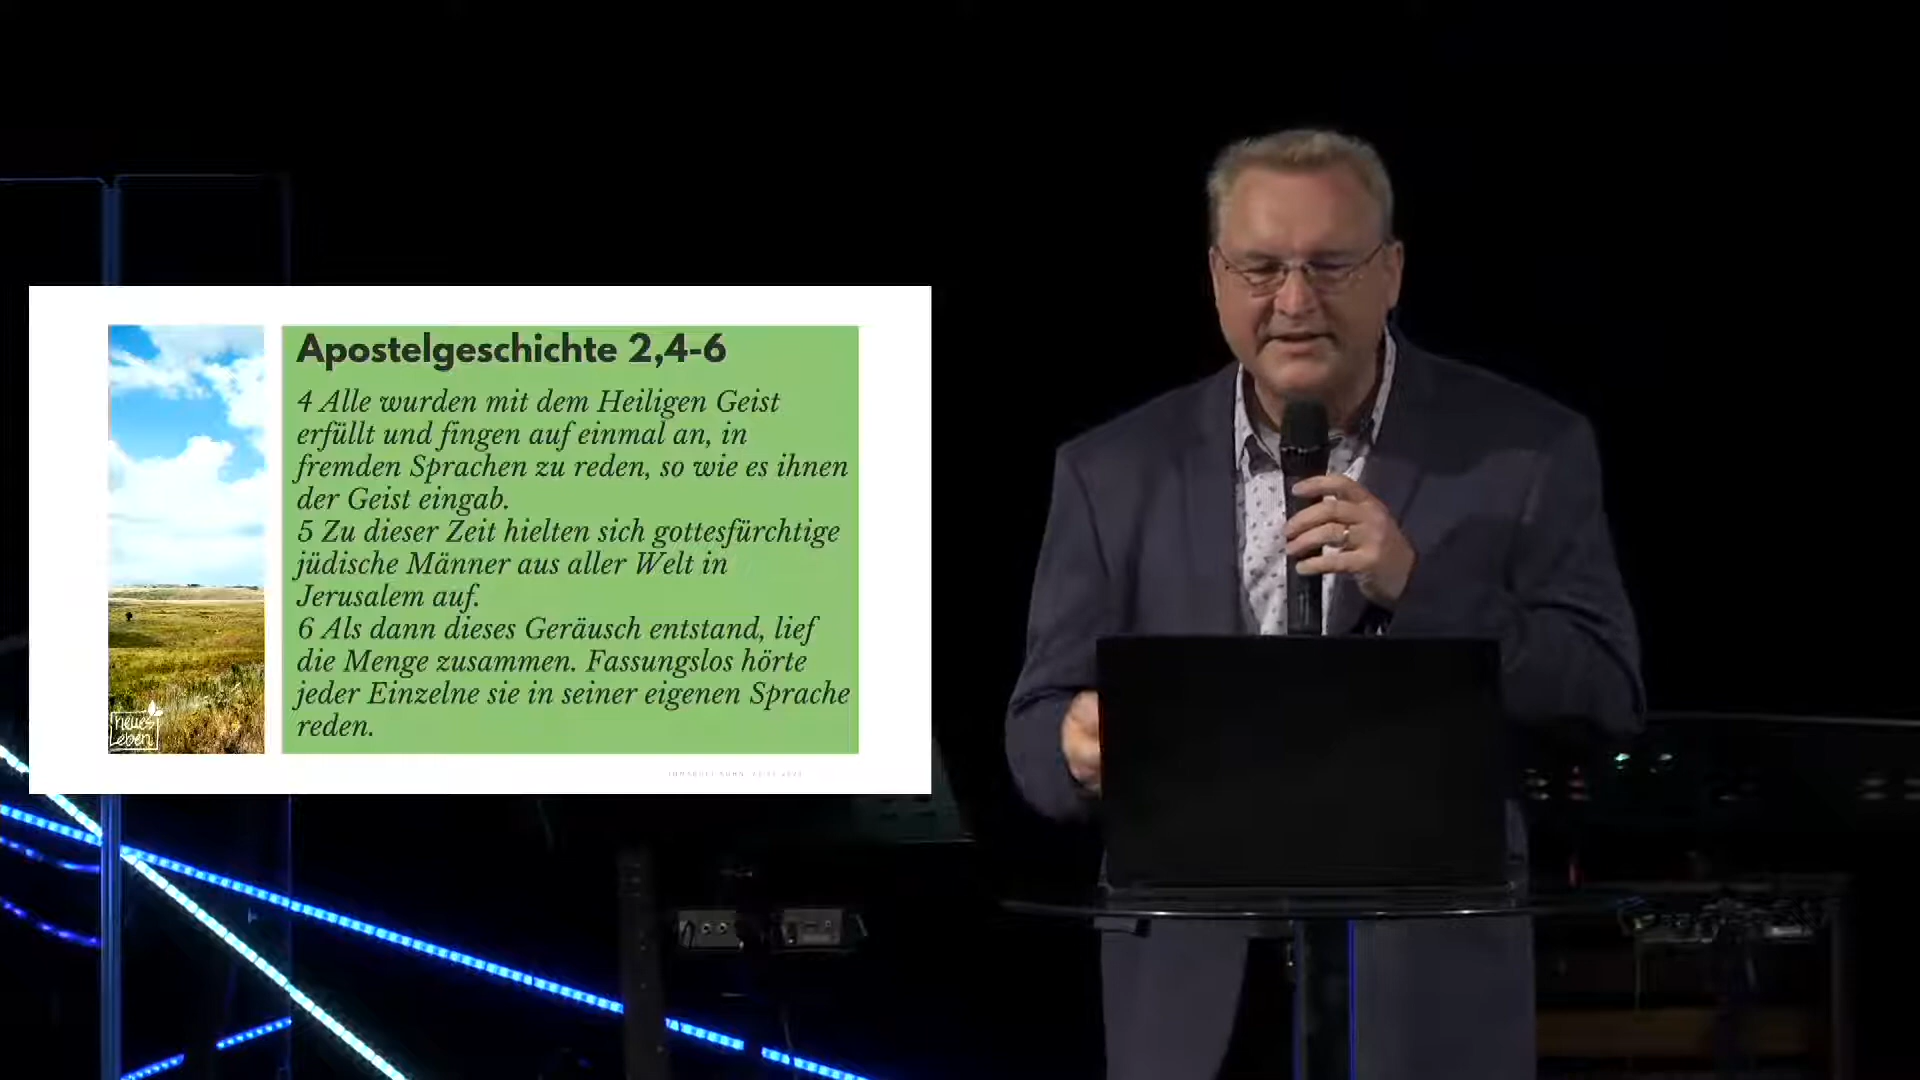 Apostelgeschichte 2,4-6
4 Alle wurden mit dem Heiligen Geist
erfüllt und fingen auf einmal an, in
fremden Sprachen zu reden, so wie es ihnen
der Geist eingab.
5 Zu dieser Zeit hielten sich gottesfürchtige
jüdische Männer aus aller Welt in
Jerusalem auf.
6 Als dann dieses Geräusch entstand, lief
die Menge zusammen. Fassungslos hörte
jeder Einzelne sie in seiner eigenen Sprache
reden.
neues
leben